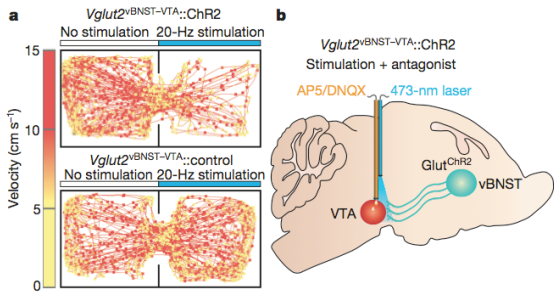 a
Vglut2vBNST–VTA::ChR2
No stimulation 20-Hz stimulation
15
10
5
0
Velocity (cm s−1)
Vglut2vBNST–VTA::control
No stimulation 20-Hz stimulation
b
Vglut2vBNST–VTA::ChR2
Stimulation + antagonist
AP5/DNQX 473-nm laser
GlutChR2
vBNST
VTA